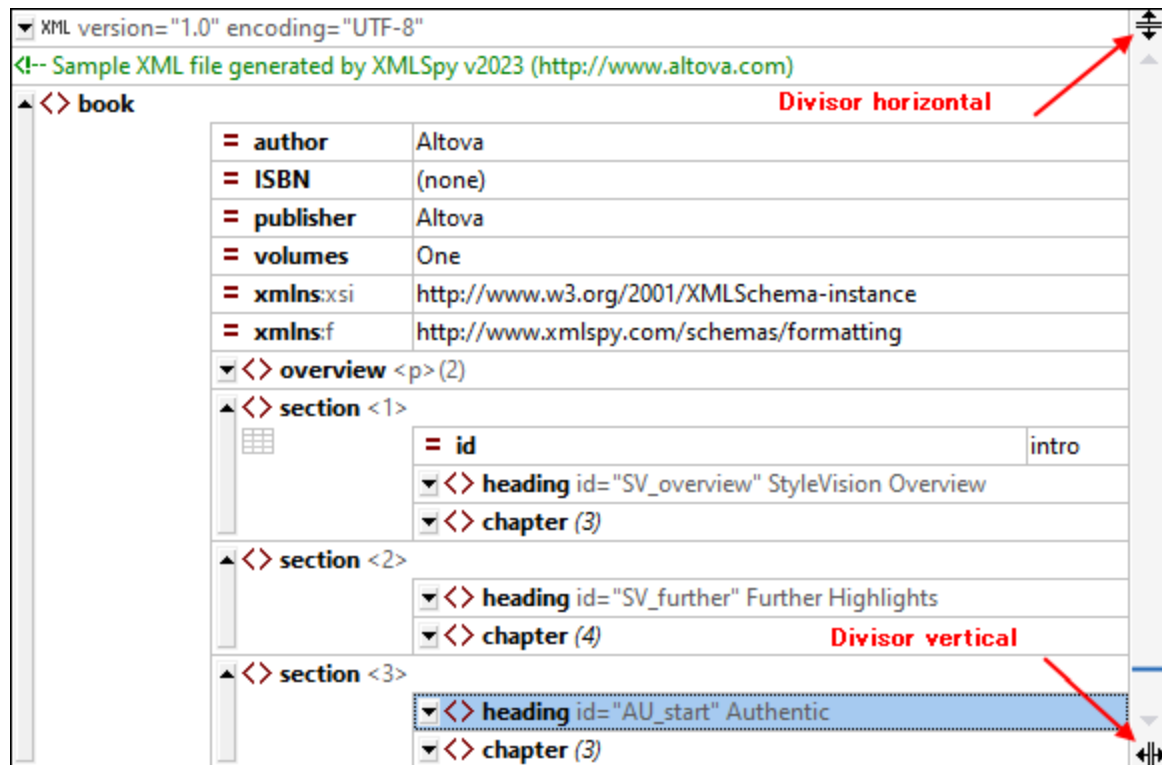 XML version="1.0" encoding="UTF-8"
<!-- Sample XML file generated by XMLSpy v2023 (http://www.altova.com)
<> book
Divisor horizontal
= author Altova
= ISBN (none)
= publisher Altova
= volumes One
= xmlns:xsi http://www.w3.org/2001/XMLSchema-instance
= xmlns:f http://www.xmlspy.com/schemas/formatting
<> overview <p>(2)
<> section <1>
= id intro
<> heading id="SV_overview" StyleVision Overview
<> chapter (3)
<> section <2>
<> heading id="SV_further" Further Highlights
<> chapter (4)
Divisor vertical
<> section <3>
<> heading id="AU_start" Authentic
<> chapter (3)